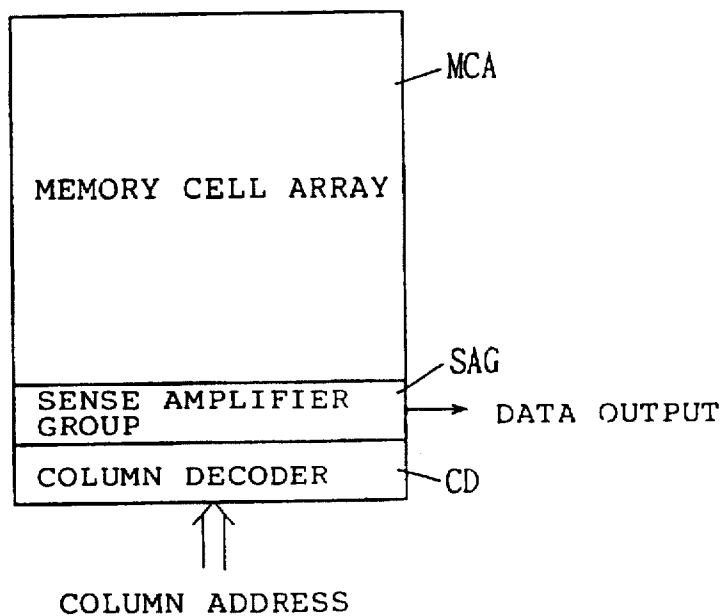 MCA
MEMORY CELL ARRAY
SAG
SENSE AMPLIFIER
GROUP
DATA OUTPUT
COLUMN DECODER
CD
COLUMN ADDRESS